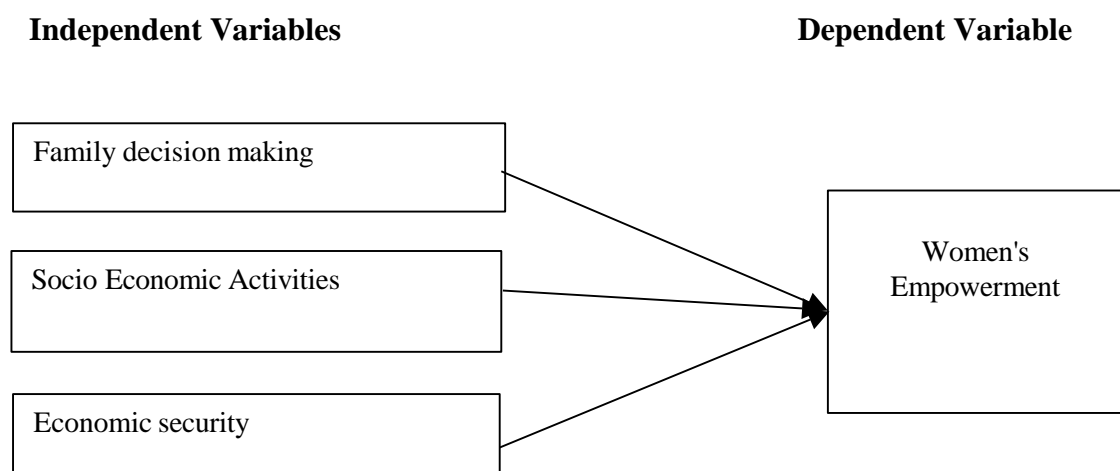 Independent Variables
Dependent Variable
Family decision making
Socio Economic Activities
Economic security
Women's
Empowerment